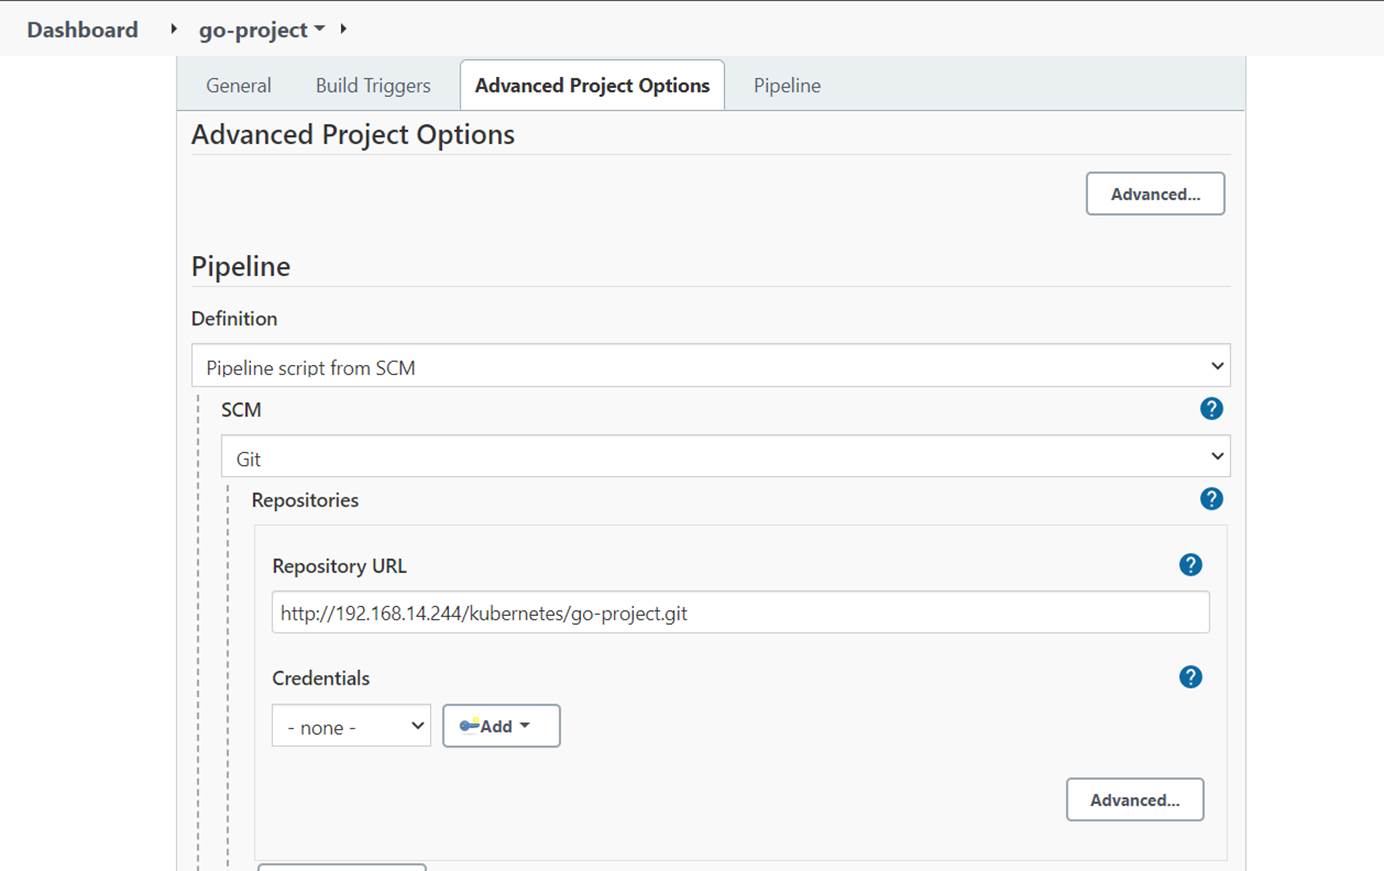 Dashboard go-project
General Build Triggers Advanced Project Options Pipeline
Advanced Project Options
Advanced...
Pipeline
Definition
Pipeline script from SCM
SCM
?
Git
Repositories
?
Repository URL
?
http://192.168.14.244/kubernetes/go-project.git
Credentials
?
- none - Add
Advanced...